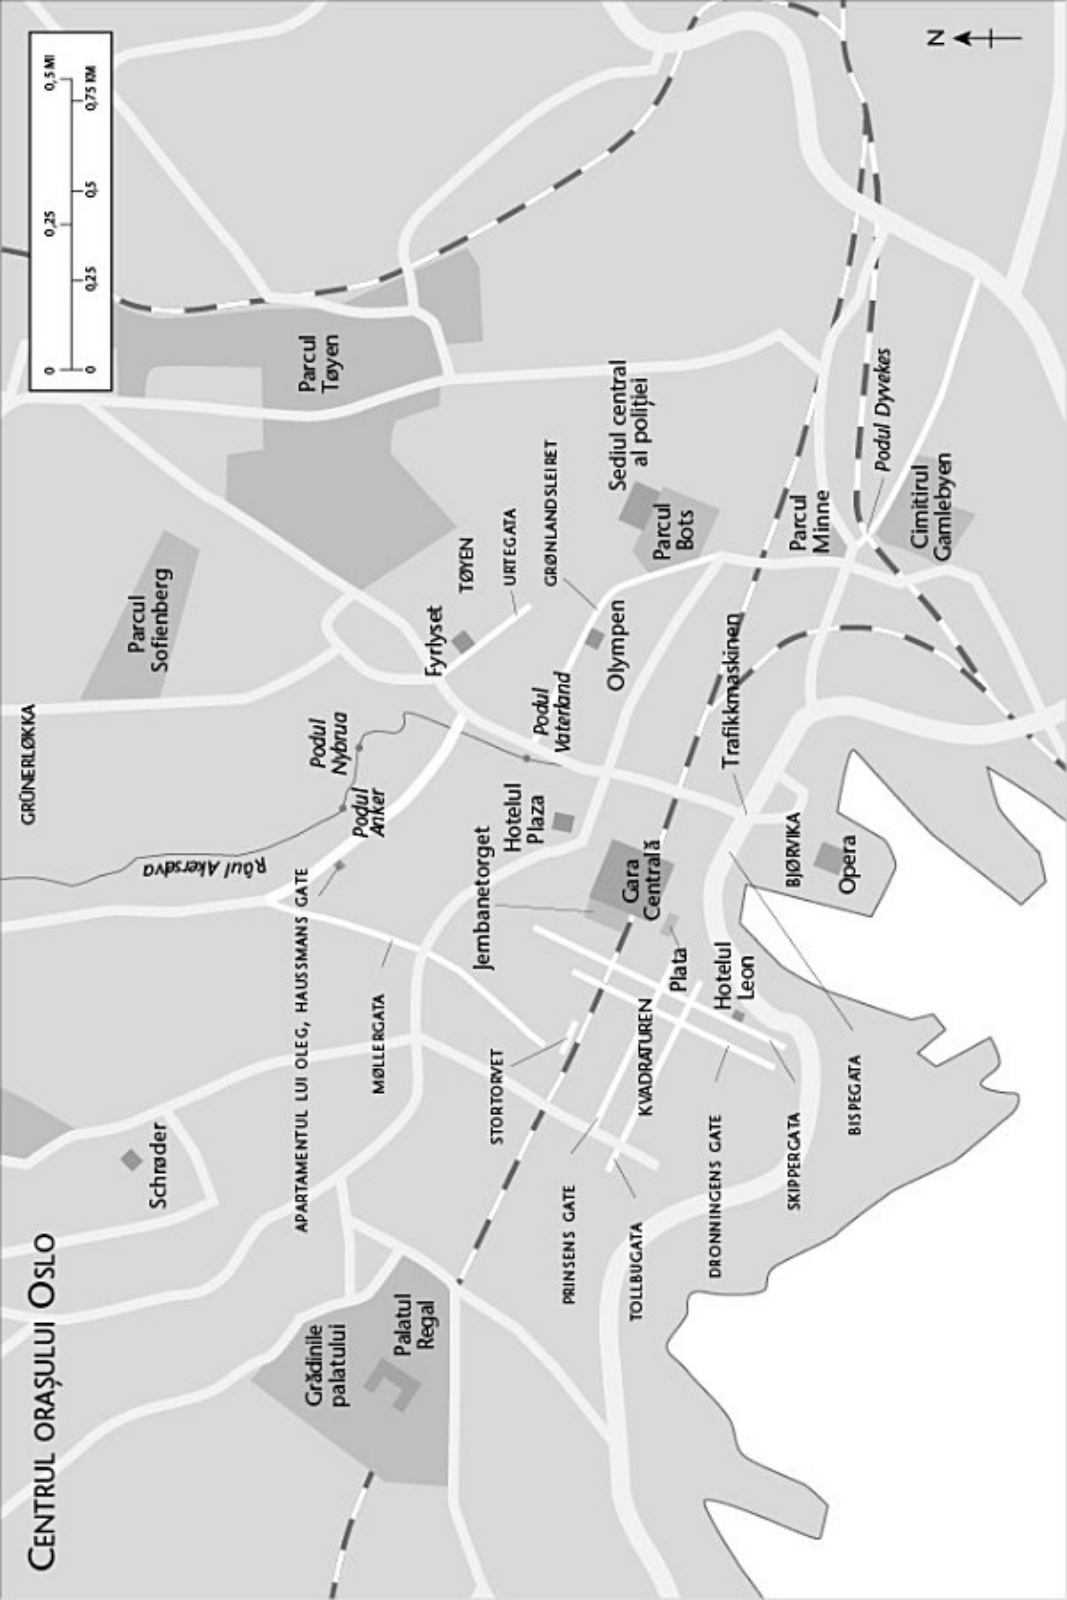 CENTRUL ORAȘULUI OSLO
0 0,25 0,5 MI
0 0,25 0,5 0,75 KM
N
GRÜNERLØKKA
Parcul
Sofienberg
Parcul
Tøyen
Râul Akerselva
Schrøder
Podul
Nybrua
Podul
Anker
APARTAMENTUL LUI OLEG, HAUSSMANS GATE
Fyrlyset
TØYEN
URTEGATA
GRØNLANDSLEIRET
MØLLERGATA
Grădinile
palatului
Palatul
Regal
Jernbanetorget
Hotelul
Plaza
Podul
Vaterland
Olympen
Sediul central
al poliției
Parcul
Bots
STORTORVET
Gara
Centrală
PRINSENS GATE
KVADRATUREN
Plata
TOLLBUGATA
Hotelul
Leon
Trafikkmaskinen
Parcul
Minne
Podul Dyvekes
DRONNINGENS GATE
SKIPPERGATA
BJØRVIKA
Opera
BISPEGATA
Cimitirul
Gamlebyen